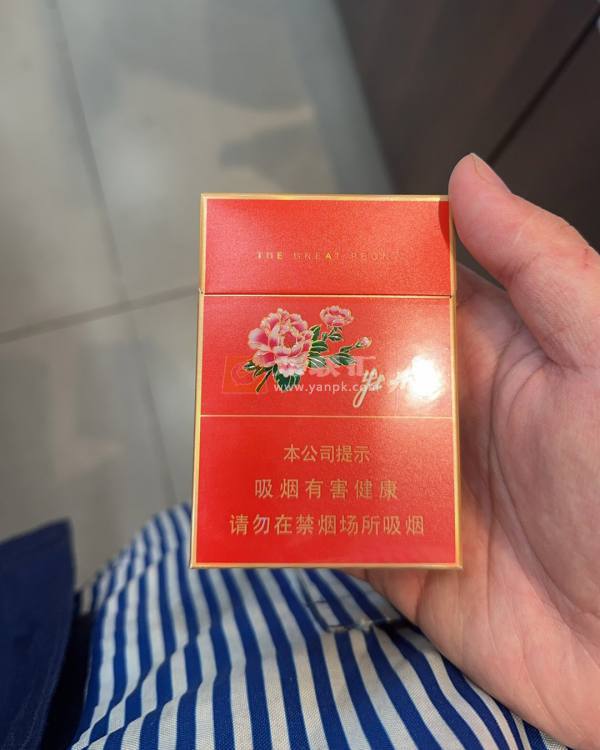 THE GREAT PEONY
www.yanpk.com
本公司提示
吸烟有害健康
请勿在禁烟场所吸烟